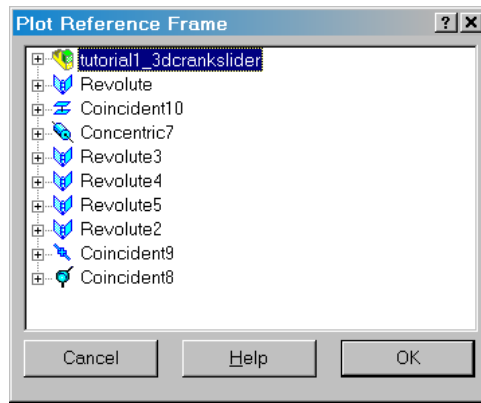 Plot Reference Frame
tutorial1_3dcrankslider
Revolute
Coincident10
Concentric7
Revolute3
Revolute4
Revolute5
Revolute2
Coincident9
Coincident8
Cancel Help OK